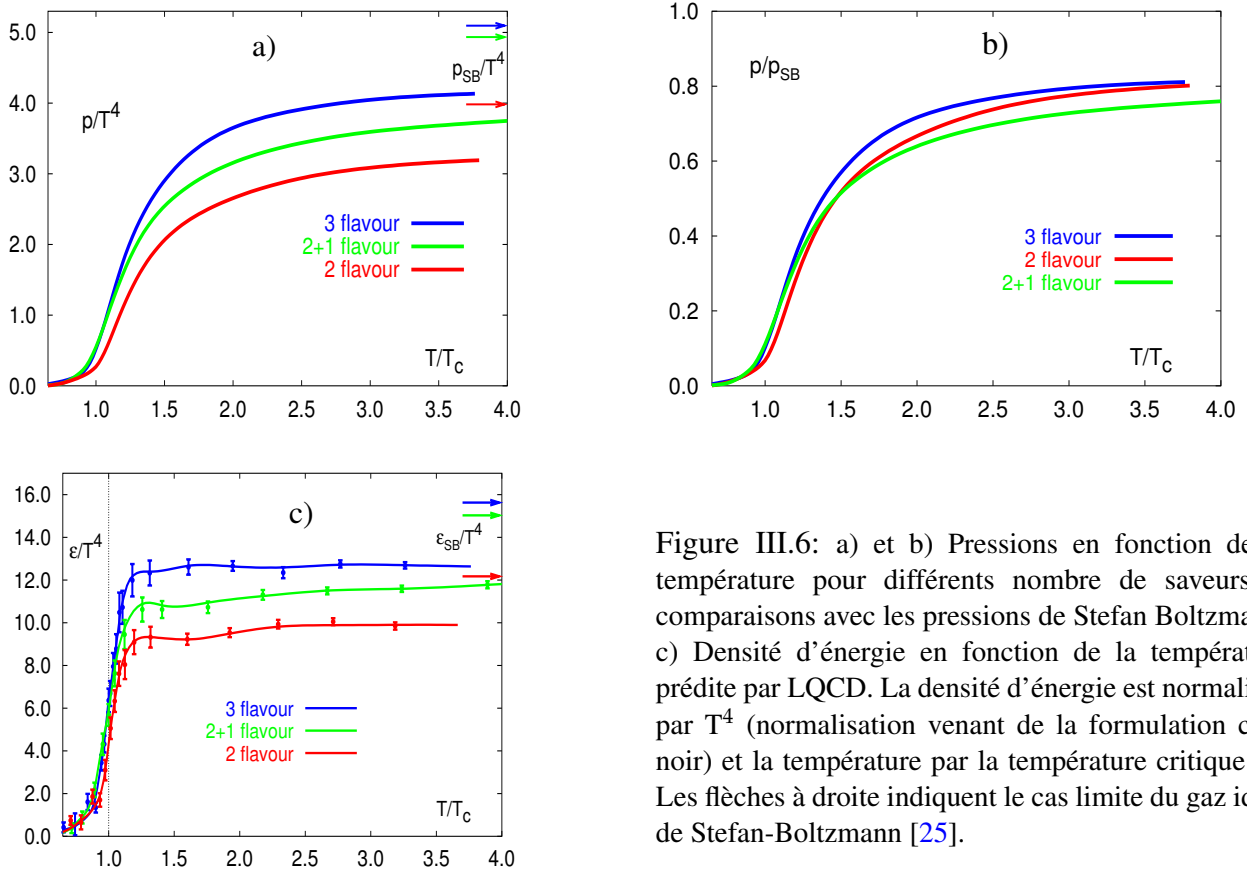 a)
5.0
4.0
3.0
2.0
1.0
0.0
p/T^4
p_SB/T^4
3 flavour
2+1 flavour
2 flavour
T/T_c
1.0 1.5 2.0 2.5 3.0 3.5 4.0
b)
1.0
0.8
0.6
0.4
0.2
0.0
p/p_SB
3 flavour
2 flavour
2+1 flavour
T/T_c
1.0 1.5 2.0 2.5 3.0 3.5 4.0
c)
16.0
14.0
12.0
10.0
8.0
6.0
4.0
2.0
0.0
ε/T^4
ε_SB/T^4
3 flavour
2+1 flavour
2 flavour
T/T_c
1.0 1.5 2.0 2.5 3.0 3.5 4.0
Figure III.6: a) et b) Pressions en fonction de
température pour différents nombre de saveurs
comparaisons avec les pressions de Stefan
c) Densité d'énergie en fonction de la
prédite par LQCD. La densité d'énergie est
par T^4 (normalisation venant de la formulation
noir) et la température par la température critique
Les flèches à droite indiquent le cas limite du gaz
de Stefan-Boltzmann [25].